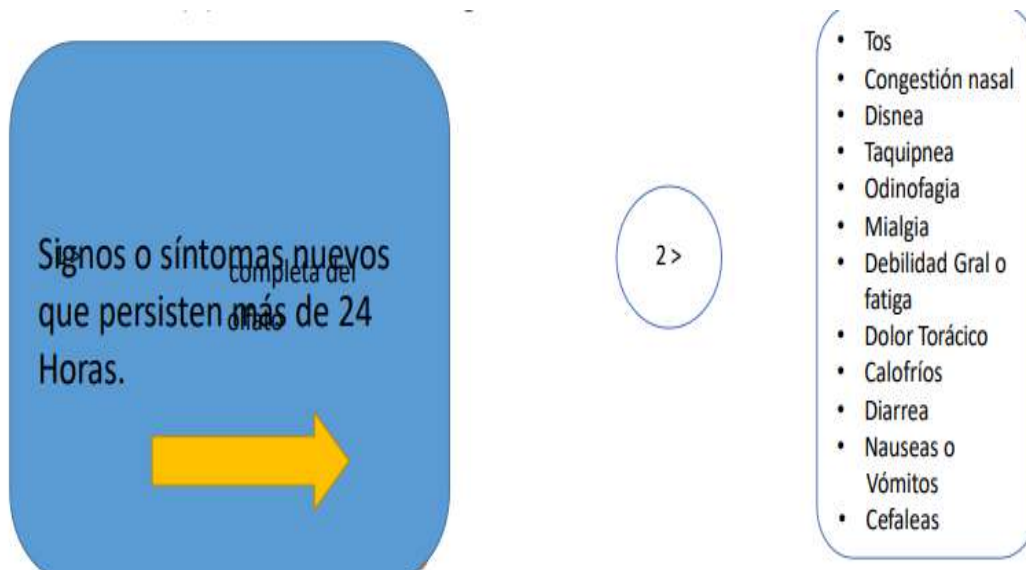 Signos o síntomas nuevos
que persisten más de 24
Horas.
completa del
olfato
2 >
• Tos
• Congestión nasal
• Disnea
• Taquipnea
• Odinofagia
• Mialgia
• Debilidad Gral o
fatiga
• Dolor Torácico
• Calofríos
• Diarrea
• Nauseas o
Vómitos
• Cefaleas